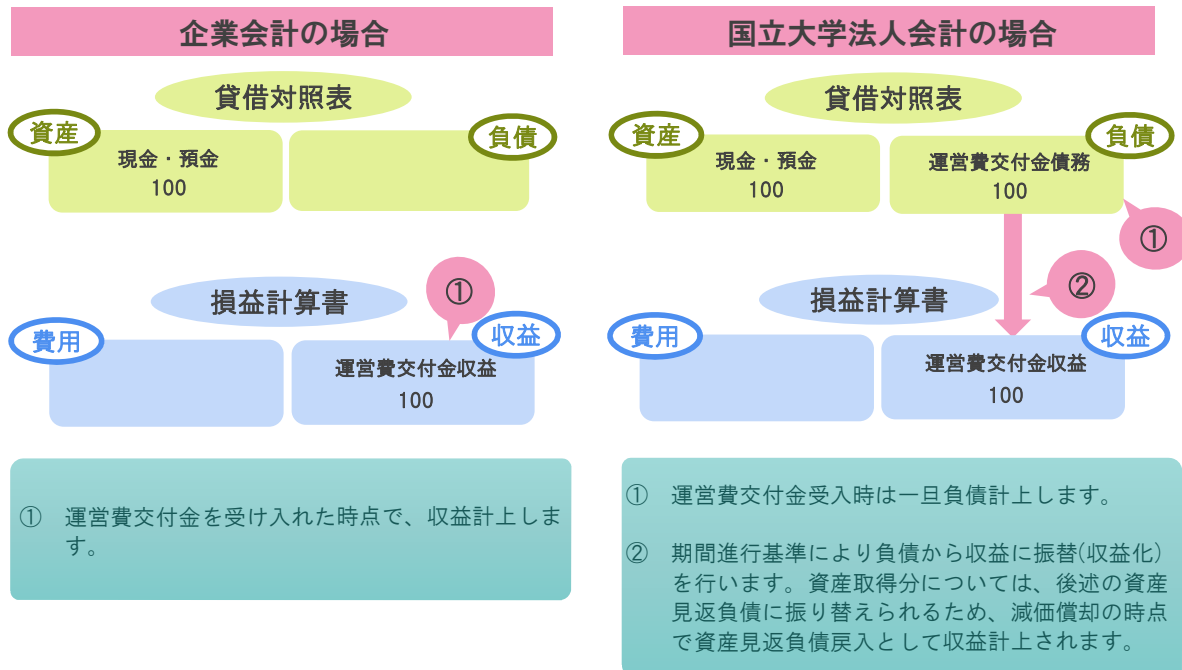 企業会計の場合
貸借対照表
資産
負債
現金・預金
100
損益計算書
①
費用
収益
運営費交付金収益
100
① 運営費交付金を受け入れた時点で、収益計上しま
す。
国立大学法人会計の場合
貸借対照表
資産
負債
現金・預金
100
運営費交付金債務
100
①
②
損益計算書
費用
収益
運営費交付金収益
100
① 運営費交付金受入時は一旦負債計上します。
② 期間進行基準により負債から収益に振替(収益化)
を行います。資産取得分については、後述の資産
見返負債に振り替えられるため、減価償却の時点
で資産見返負債戻入として収益計上されます。